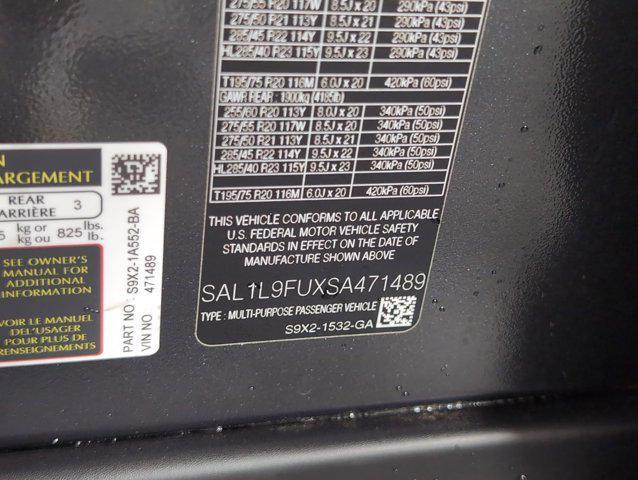 275/55 R20 117W 8.5J x 20 290kPa (43psi)
275/50 R21 113Y 8.5J x 21 290kPa (43psi)
285/45 R22 114Y 9.5J x 22 290kPa (43psi)
HL285/40 R23 115Y 9.5J x 23 290kPa (43psi)
T195/75 R20 116M 6.0J x 20 420kPa (60psi)
GAWR REAR : 1900kg (4185lb)
255/60 R20 113Y 8.0J x 20 340kPa (50psi)
275/55 R20 117W 8.5J x 20 340kPa (50psi)
275/50 R21 113Y 8.5J x 21 340kPa (50psi)
285/45 R22 114Y 9.5J x 22 340kPa (50psi)
HL285/40 R23 115Y 9.5J x 23 340kPa (50psi)
T195/75 R20 116M 6.0J x 20 420kPa (60psi)
THIS VEHICLE CONFORMS TO ALL APPLICABLE
U.S. FEDERAL MOTOR VEHICLE SAFETY
STANDARDS IN EFFECT ON THE DATE OF
MANUFACTURE SHOWN ABOVE
SAL1L9FUXSA471489
TYPE : MULTI-PURPOSE PASSENGER VEHICLE
S9X2-1532-GA
ON
ARGEMENT
REAR 3
ARRIÈRE
5 kg or 825 lbs.
kg ou lb.
SEE OWNER'S
MANUAL FOR
ADDITIONAL
INFORMATION
VOIR LE MANUEL
DEL'USAGER
POUR PLUS DE
RENSEIGNEMENTS
PART NO : S9X2-1A552-BA
VIN NO 471489